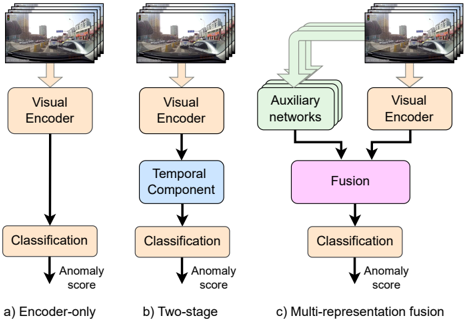 Visual
Encoder
Classification
Anomaly
score
a) Encoder-only
Visual
Encoder
Temporal
Component
Classification
Anomaly
score
b) Two-stage
Auxiliary
networks
Visual
Encoder
Fusion
Classification
Anomaly
score
c) Multi-representation fusion